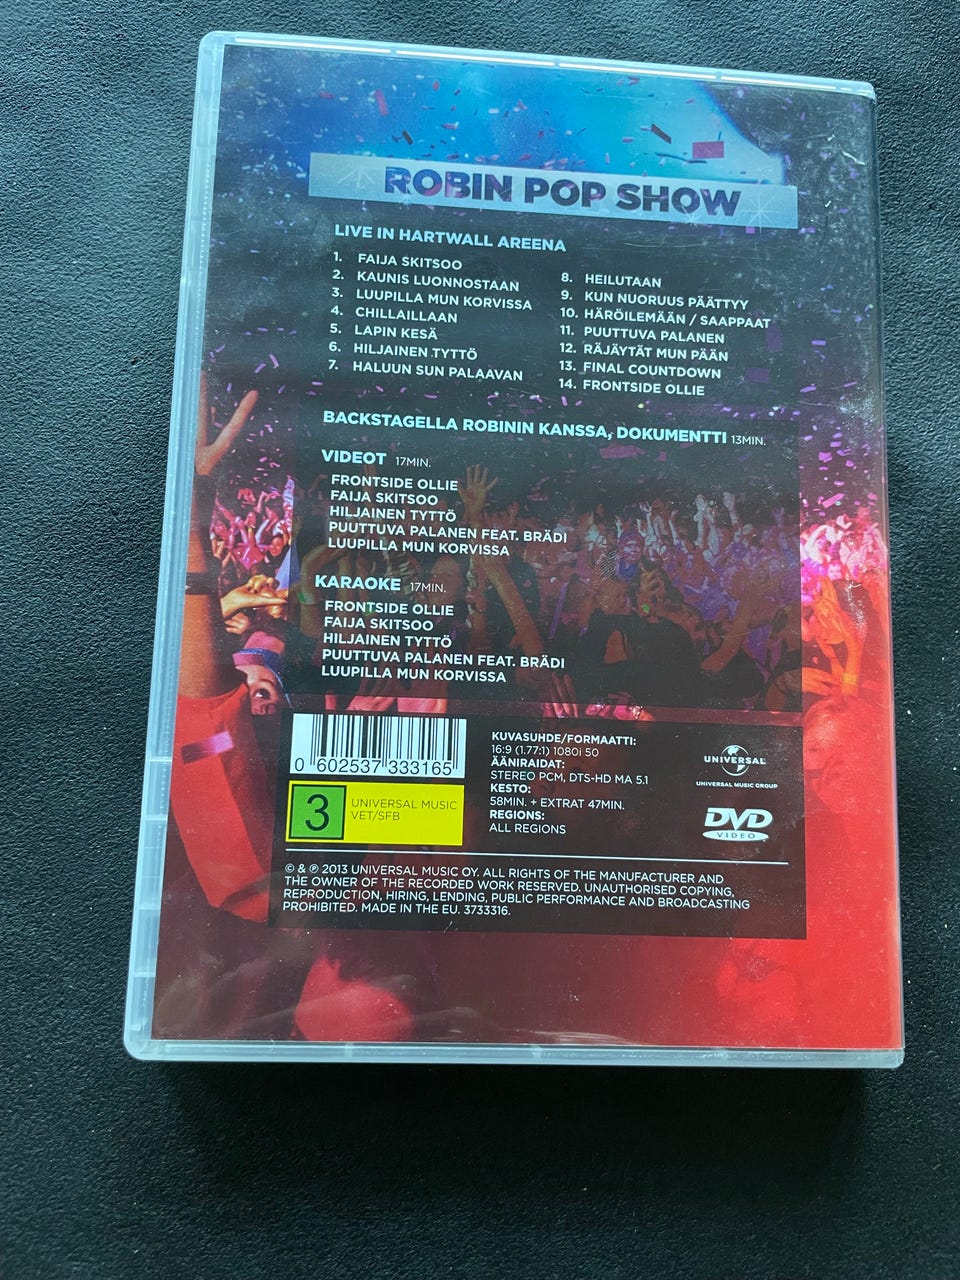 ROBIN POP SHOW
LIVE IN HARTWALL AREENA
1. FAIJA SKITSOO
2. KAUNIS LUONNOSTAAN
3. LUUPILLA MUN KORVISSA
4. CHILLAILLAAN
5. LAPIN KESÄ
6. HILJAINEN TYTTÖ
7. HALUUN SUN PALAAVAN
8. HEILUTAAN
9. KUN NUORUUS PÄÄTTYY
10. HÄRÖILEMÄÄN / SAAPPAAT
11. PUUTTUVA PALANEN
12. RÄJÄYTÄT MUN PÄÄN
13. FINAL COUNTDOWN
14. FRONTSIDE OLLIE
BACKSTAGELLA ROBININ KANSSA, DOKUMENTTI 13MIN.
VIDEOT 17MIN.
FRONTSIDE OLLIE
FAIJA SKITSOO
HILJAINEN TYTTÖ
PUUTTUVA PALANEN FEAT. BRÄDI
LUUPILLA MUN KORVISSA
KARAOKE 17MIN.
FRONTSIDE OLLIE
FAIJA SKITSOO
HILJAINEN TYTTÖ
PUUTTUVA PALANEN FEAT. BRÄDI
LUUPILLA MUN KORVISSA
0 602537 333165
3
UNIVERSAL MUSIC
VET/SFB
KUVASUHDE/FORMAATTI:
16:9 (1.77:1) 1080i 50
ÄÄNIRAIDAT:
STEREO PCM, DTS-HD MA 5.1
KESTO:
58MIN. + EXTRAT 47MIN.
REGIONS:
ALL REGIONS
UNIVERSAL
UNIVERSAL MUSIC GROUP
DVD
VIDEO
© & ℗ 2013 UNIVERSAL MUSIC OY. ALL RIGHTS OF THE MANUFACTURER AND
THE OWNER OF THE RECORDED WORK RESERVED. UNAUTHORISED COPYING,
REPRODUCTION, HIRING, LENDING, PUBLIC PERFORMANCE AND BROADCASTING
PROHIBITED. MADE IN THE EU. 3733316.